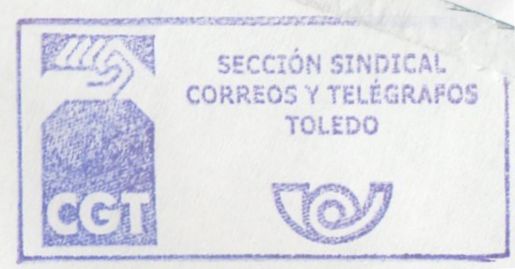 SECCIÓN SINDICAL
CORREOS Y TELÉGRAFOS
TOLEDO
CGT